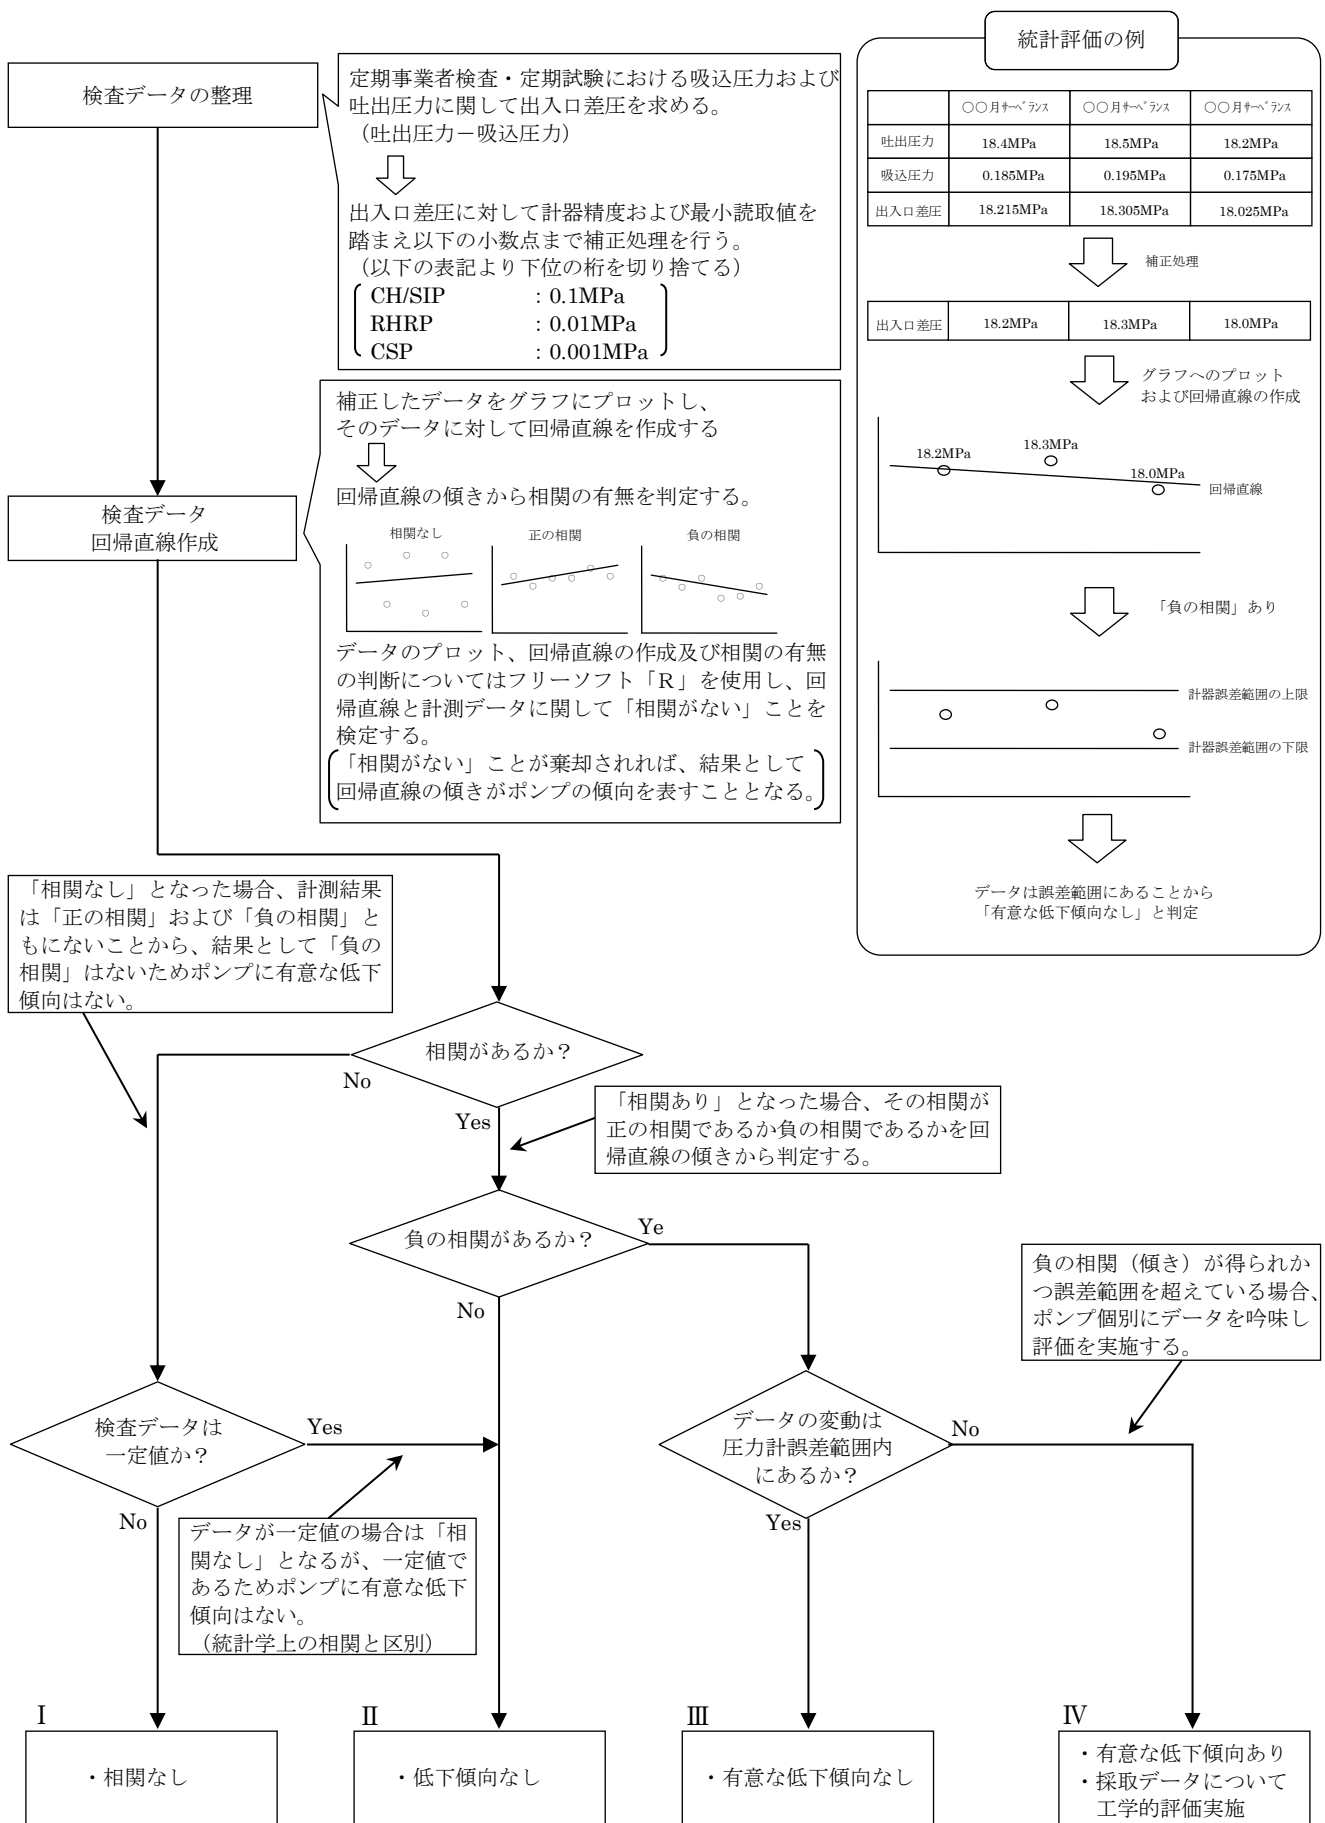 検査データの整理
定期事業者検査・定期試験における吸込圧力および
吐出圧力に関して出入口差圧を求める。
（吐出圧力－吸込圧力）
出入口差圧に対して計器精度および最小読取値を
踏まえ以下の小数点まで補正処理を行う。
（以下の表記より下位の桁を切り捨てる）
CH/SIP ：0.1MPa
RHRP ：0.01MPa
CSP ：0.001MPa
検査データ
回帰直線作成
補正したデータをグラフにプロットし、
そのデータに対して回帰直線を作成する
回帰直線の傾きから相関の有無を判定する。
相関なし 正の相関 負の相関
データのプロット、回帰直線の作成及び相関の有無
の判断についてはフリーソフト「Ｒ」を使用し、回
帰直線と計測データに関して「相関がない」ことを
検定する。
「相関がない」ことが棄却されれば、結果として
回帰直線の傾きがポンプの傾向を表すこととなる。
統計評価の例
○○月ｻｰﾍﾞﾗﾝｽ ○○月ｻｰﾍﾞﾗﾝｽ ○○月ｻｰﾍﾞﾗﾝｽ
吐出圧力 18.4MPa 18.5MPa 18.2MPa
吸込圧力 0.185MPa 0.195MPa 0.175MPa
出入口差圧 18.215MPa 18.305MPa 18.025MPa
補正処理
出入口差圧 18.2MPa 18.3MPa 18.0MPa
グラフへのプロット
および回帰直線の作成
18.2MPa 18.3MPa 18.0MPa
回帰直線
「負の相関」あり
計器誤差範囲の上限
計器誤差範囲の下限
データは誤差範囲にあることから
「有意な低下傾向なし」と判定
「相関なし」となった場合、計測結果
は「正の相関」および「負の相関」と
もにないことから、結果として「負の
相関」はないためポンプに有意な低下
傾向はない。
相関があるか？
No
Yes
「相関あり」となった場合、その相関が
正の相関であるか負の相関であるかを回
帰直線の傾きから判定する。
負の相関があるか？
Ye
No
負の相関（傾き）が得られか
つ誤差範囲を超えている場合、
ポンプ個別にデータを吟味し
評価を実施する。
検査データは
一定値か？
Yes
No
データの変動は
圧力計誤差範囲内
にあるか？
No
Yes
データが一定値の場合は「相
関なし」となるが、一定値で
あるためポンプに有意な低下
傾向はない。
（統計学上の相関と区別）
Ⅰ
・相関なし
Ⅱ
・低下傾向なし
Ⅲ
・有意な低下傾向なし
Ⅳ
・有意な低下傾向あり
・採取データについて
工学的評価実施